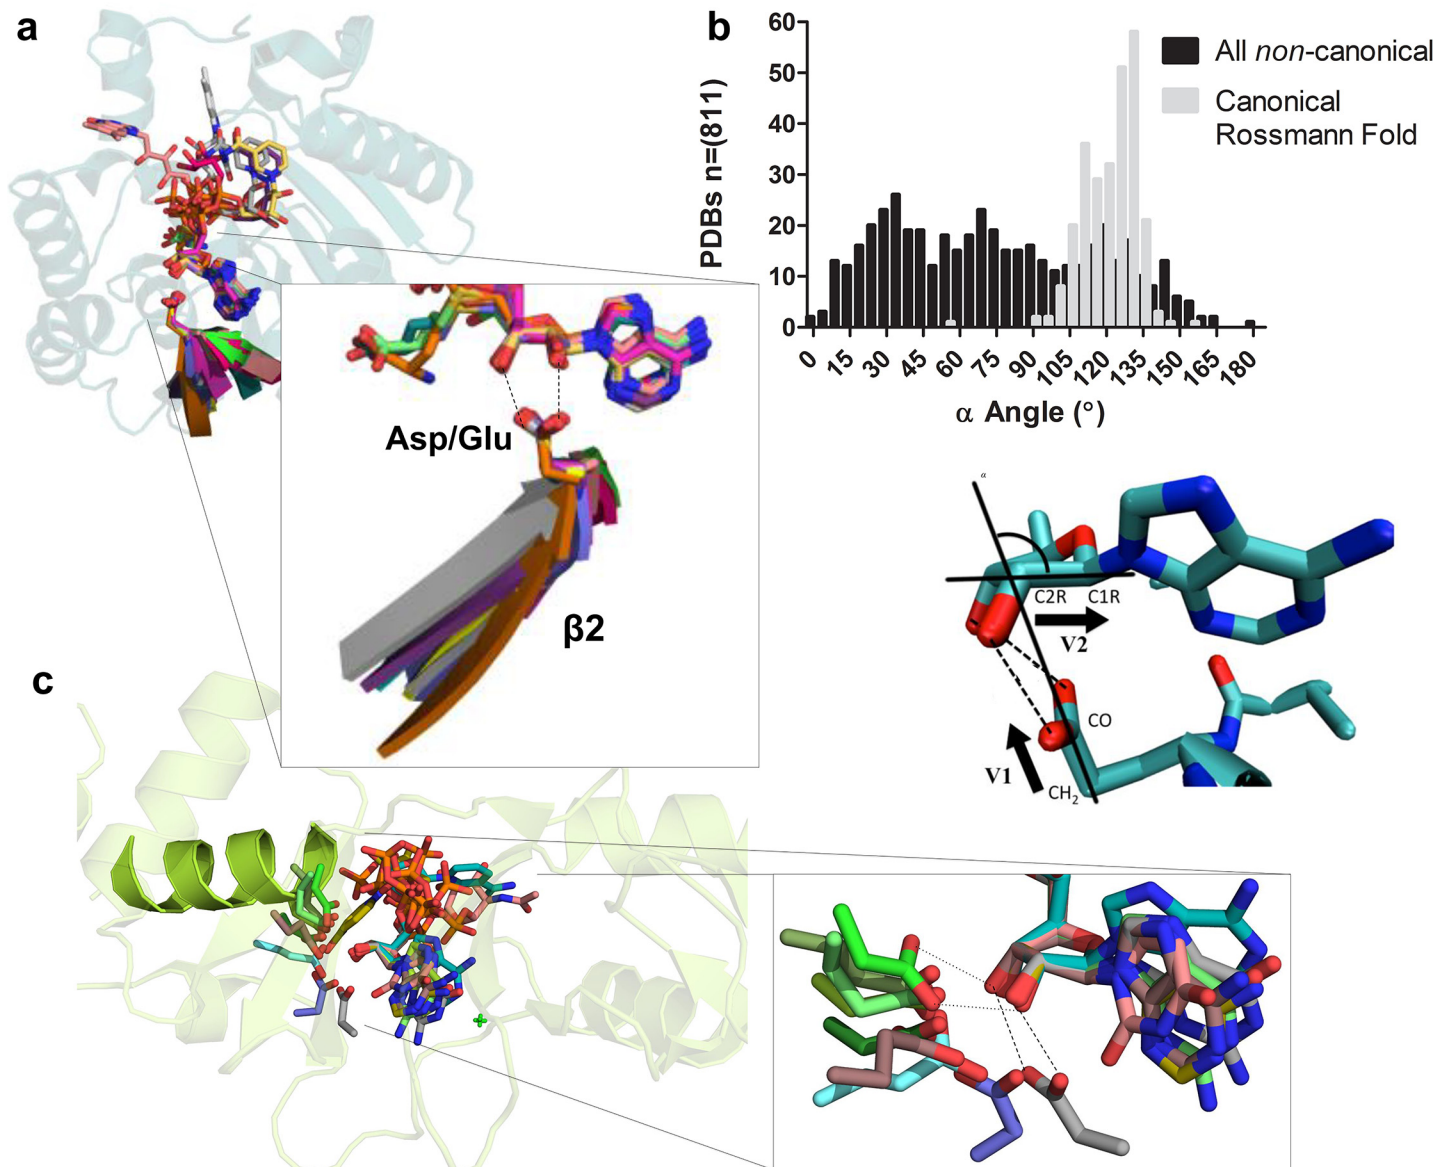 a
Asp/Glu
β2
b
PDBs n=(811)
60
50
40
30
20
10
0
0 15 30 45 60 75 90 105 120 135 150 165 180
α Angle (°)
All non-canonical
Canonical
Rossmann Fold
α
C2R C1R
V2
CO
V1
CH2
c